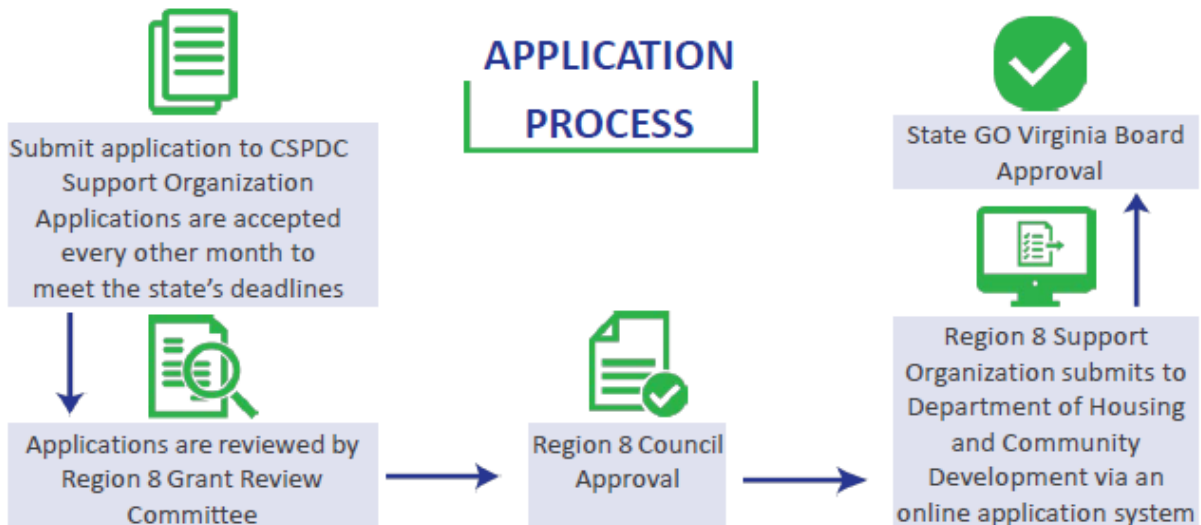 APPLICATION
PROCESS
Submit application to CSPDC
Support Organization
Applications are accepted
every other month to
meet the state’s deadlines
Applications are reviewed by
Region 8 Grant Review
Committee
Region 8 Council
Approval
Region 8 Support
Organization submits to
Department of Housing
and Community
Development via an
online application system
State GO Virginia Board
Approval